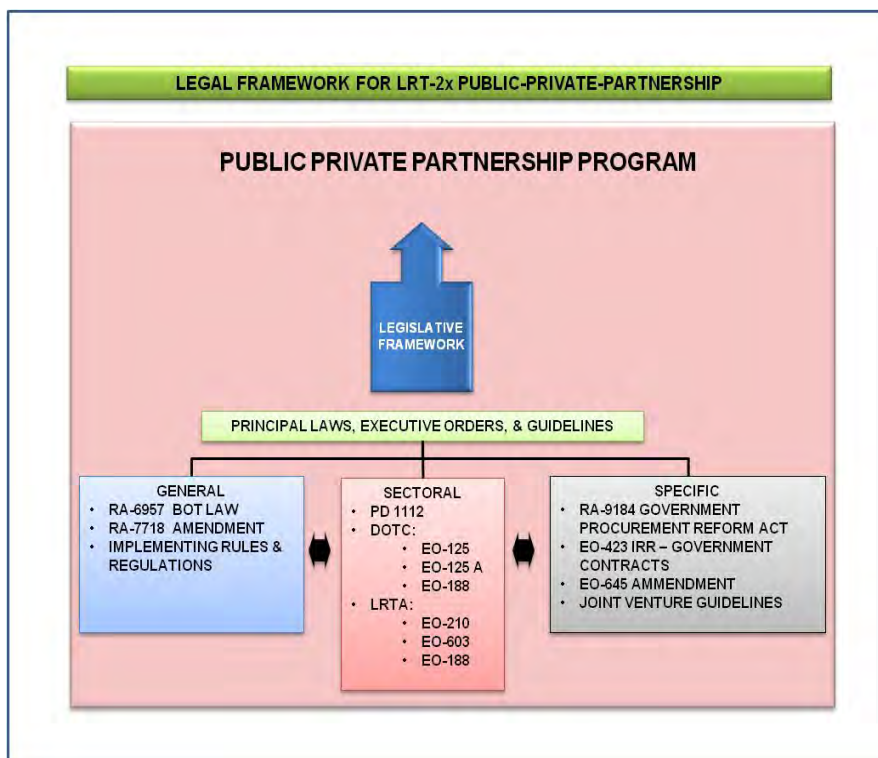 LEGAL FRAMEWORK FOR LRT-2x PUBLIC-PRIVATE-PARTNERSHIP
PUBLIC PRIVATE PARTNERSHIP PROGRAM
LEGISLATIVE
FRAMEWORK
PRINCIPAL LAWS, EXECUTIVE ORDERS, & GUIDELINES
GENERAL
• RA-6957 BOT LAW
• RA-7718 AMENDMENT
• IMPLEMENTING RULES &
REGULATIONS
SECTORAL
• PD 1112
• DOTC:
• EO-125
• EO-125 A
• EO-188
• LRTA:
• EO-210
• EO-603
• EO-188
SPECIFIC
• RA-9184 GOVERNMENT
PROCUREMENT REFORM ACT
• EO-423 IRR – GOVERNMENT
CONTRACTS
• EO-645 AMMENDMENT
• JOINT VENTURE GUIDELINES